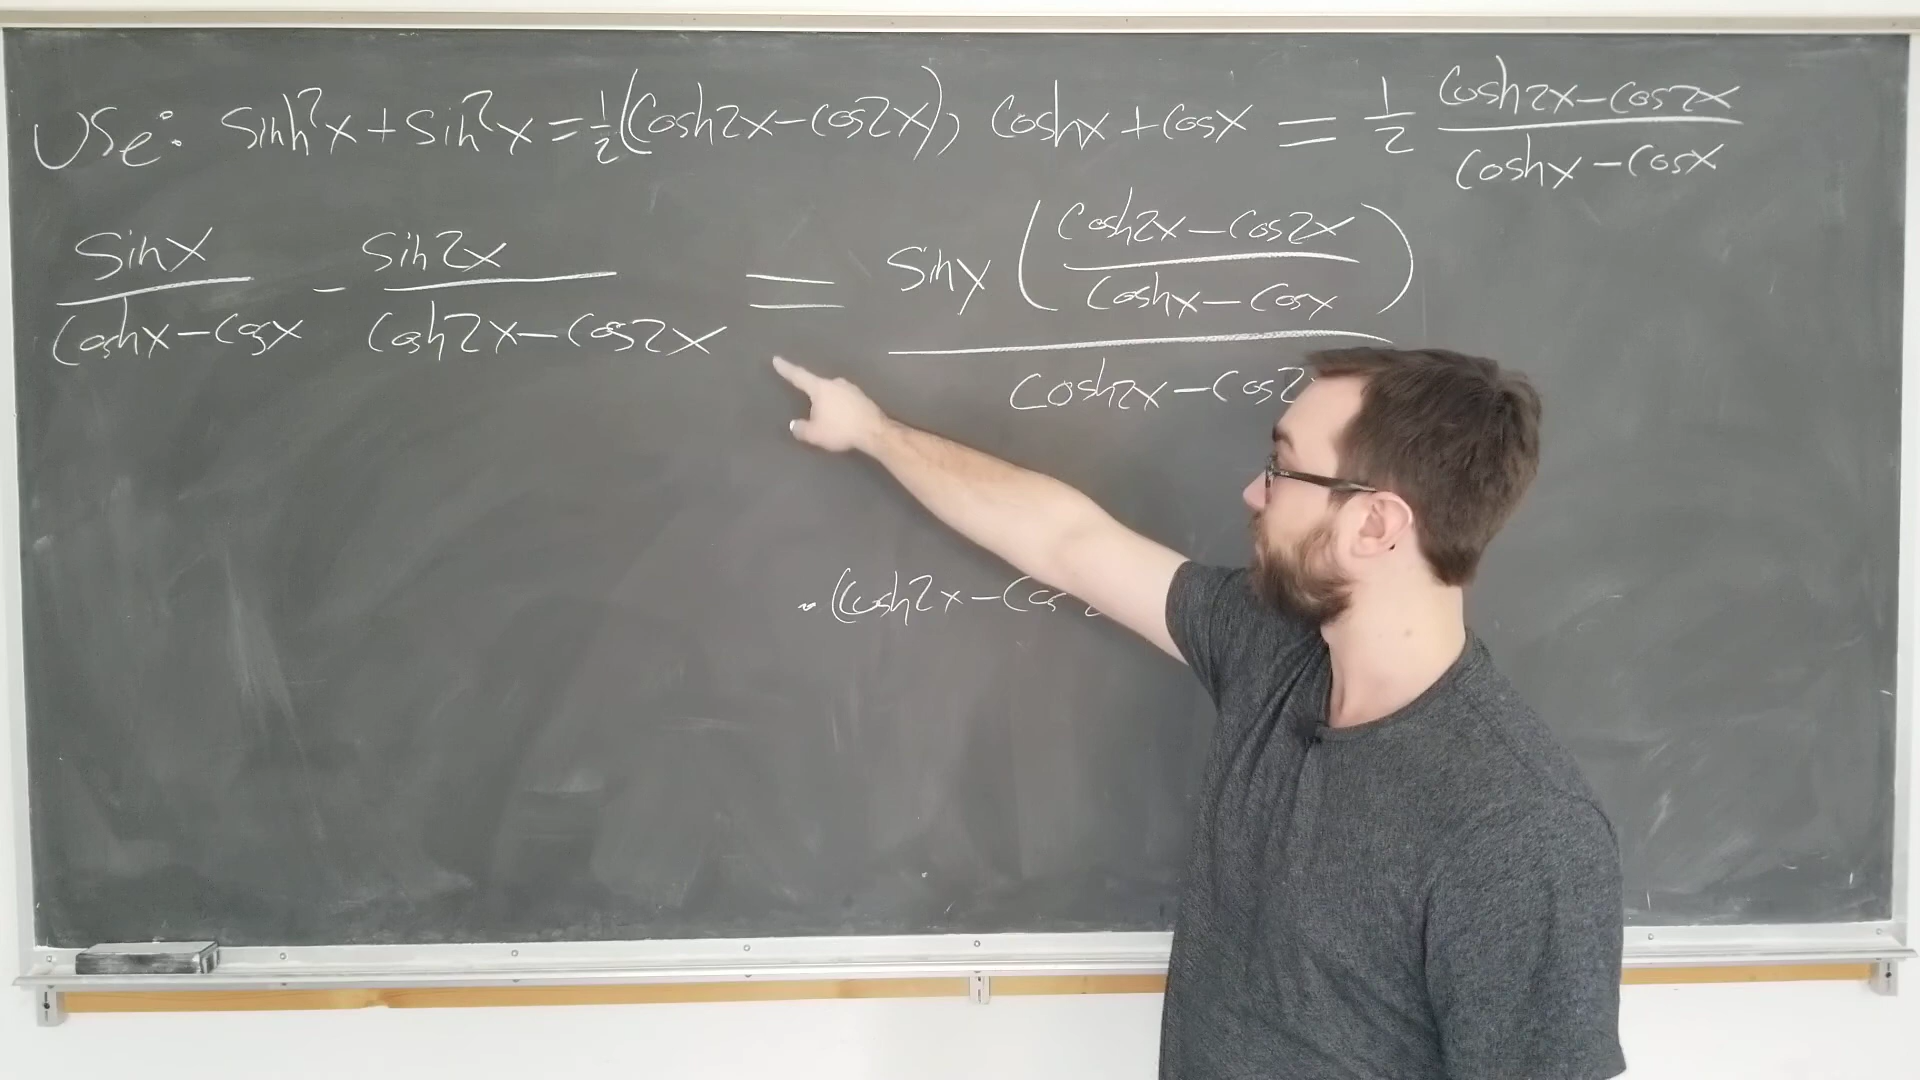 Use: sinh²x + sin²x = 1/2 (cosh2x - cos2x), coshx + cosx = 1/2 (cosh2x - cos2x)/(coshx - cosx)
sinx/(coshx - cosx) - sin2x/(cosh2x - cos2x) = sinx ((cosh2x - cos2x)/(coshx - cosx))/(cosh2x - cos2
(cosh2x - cos